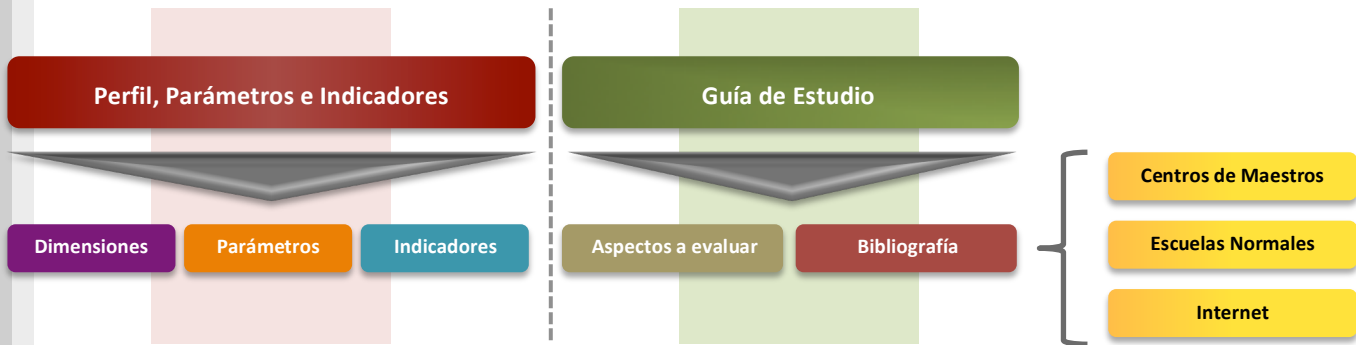 Perfil, Parámetros e Indicadores
Guía de Estudio
Dimensiones
Parámetros
Indicadores
Aspectos a evaluar
Bibliografía
Centros de Maestros
Escuelas Normales
Internet